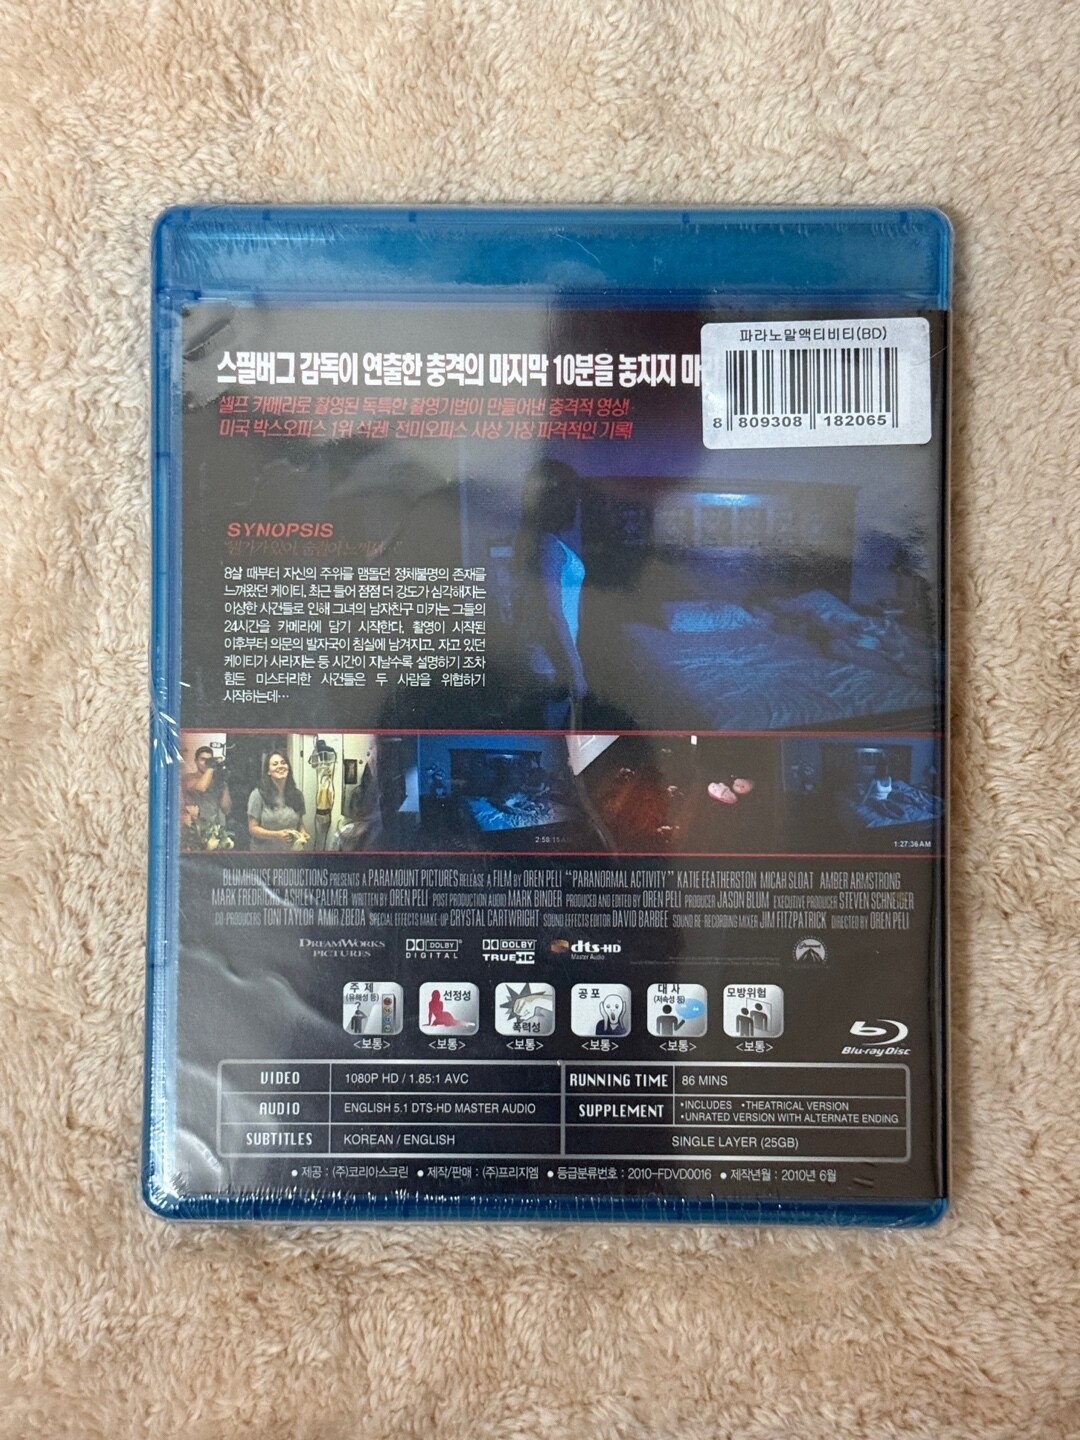 스필버그 감독이 연출한 충격의 마지막 10분을 놓치지 마
파라노말액티비티(BD)
8 809308 182065
셀프 카메라로 촬영된 독특한 촬영기법이 만들어낸 충격적 영상!
미국 박스오피스 1위 석권! 전미오피스 사상 가장 파격적인 기록!
SYNOPSIS
8살 때부터 자신의 주위를 맴돌던 정체불명의 존재를
느껴왔던 케이티. 최근 들어 점점 더 강도가 심각해지는
이상한 사건들로 인해 그녀의 남자친구 미카는 그들의
24시간을 카메라에 담기 시작한다. 촬영이 시작된
이후부터 의문의 발자국이 침실에 남겨지고, 자고 있던
케이티가 사라지는 등 시간이 지날수록 설명하기 조차
힘든 미스터리한 사건들은 두 사람을 위협하기
시작하는데…
2:58:15 AM
1:27:36 AM
BLUMHOUSE PRODUCTIONS PRESENTS A PARAMOUNT PICTURES RELEASE A FILM BY OREN PELI "PARANORMAL ACTIVITY" KATIE FEATHERSTON MICAH SLOAT AMBER ARMSTRONG
MARK FREDRICHS ASHLEY PALMER WRITTEN BY OREN PELI POST PRODUCTION AUDIO MARK BINDER PRODUCED AND EDITED BY OREN PELI PRODUCER JASON BLUM EXECUTIVE PRODUCER STEVEN SCHNEIDER
CO-PRODUCERS TONI TAYLOR AMIR ZBEDA SPECIAL EFFECTS MAKE-UP CRYSTAL CARTWRIGHT SOUND EFFECTS EDITOR DAVID BARBEE SOUND RE-RECORDING MIXER JIM FITZPATRICK DIRECTED BY OREN PELI
DREAMWORKS PICTURES
DOLBY DIGITAL
DOLBY TRUEHD
dts-HD Master Audio
Paramount
주 제 (유해성 등) <보통>
선정성 <보통>
폭력성 <보통>
공 포 <보통>
대 사 (저속성 등) <보통>
모방위험 <보통>
Blu-ray Disc
VIDEO 1080P HD / 1.85:1 AVC
RUNNING TIME 86 MINS
AUDIO ENGLISH 5.1 DTS-HD MASTER AUDIO
SUPPLEMENT •INCLUDES •THEATRICAL VERSION
•UNRATED VERSION WITH ALTERNATE ENDING
SUBTITLES KOREAN / ENGLISH
SINGLE LAYER (25GB)
● 제공 : (주)코리아스크린 ● 제작/판매 : (주)프리지엠 ● 등급분류번호 : 2010-FDVD0016 ● 제작년월 : 2010년 6월